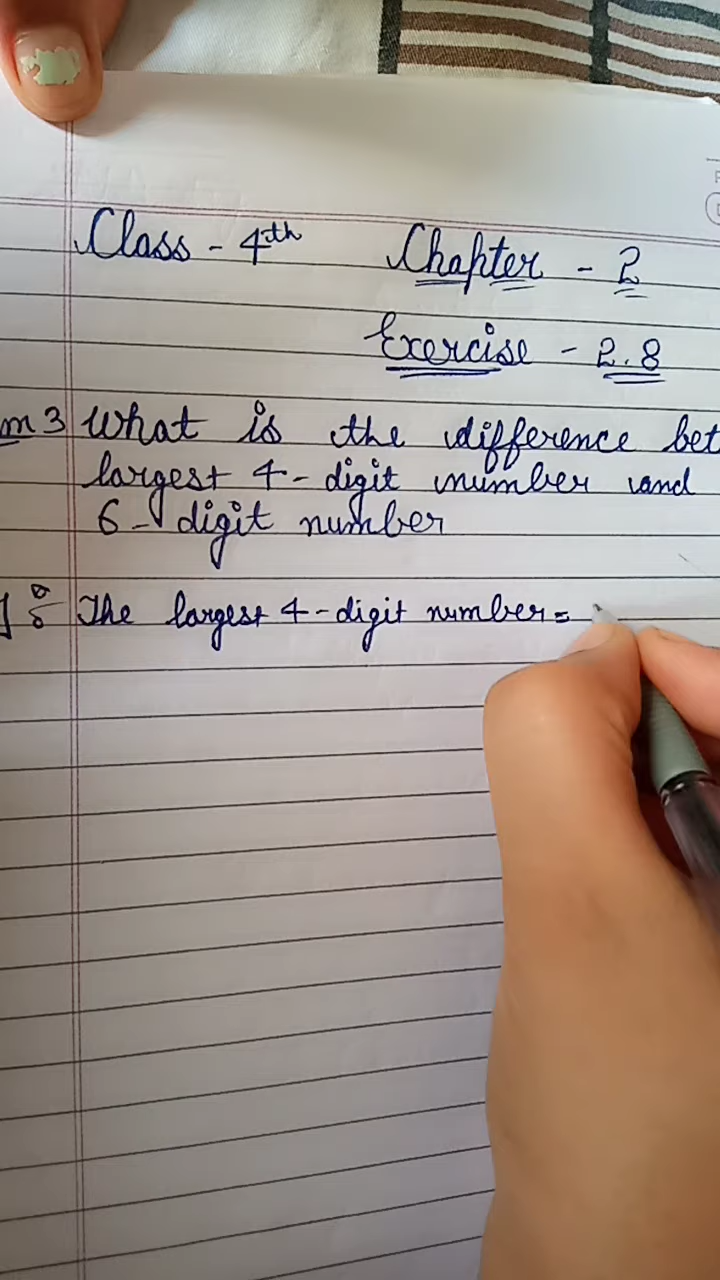 Class - 4th Chapter - 2
Exercise - 2.8
m 3 What is the difference bet
largest 4-digit number and
6-digit number
The largest 4-digit number =